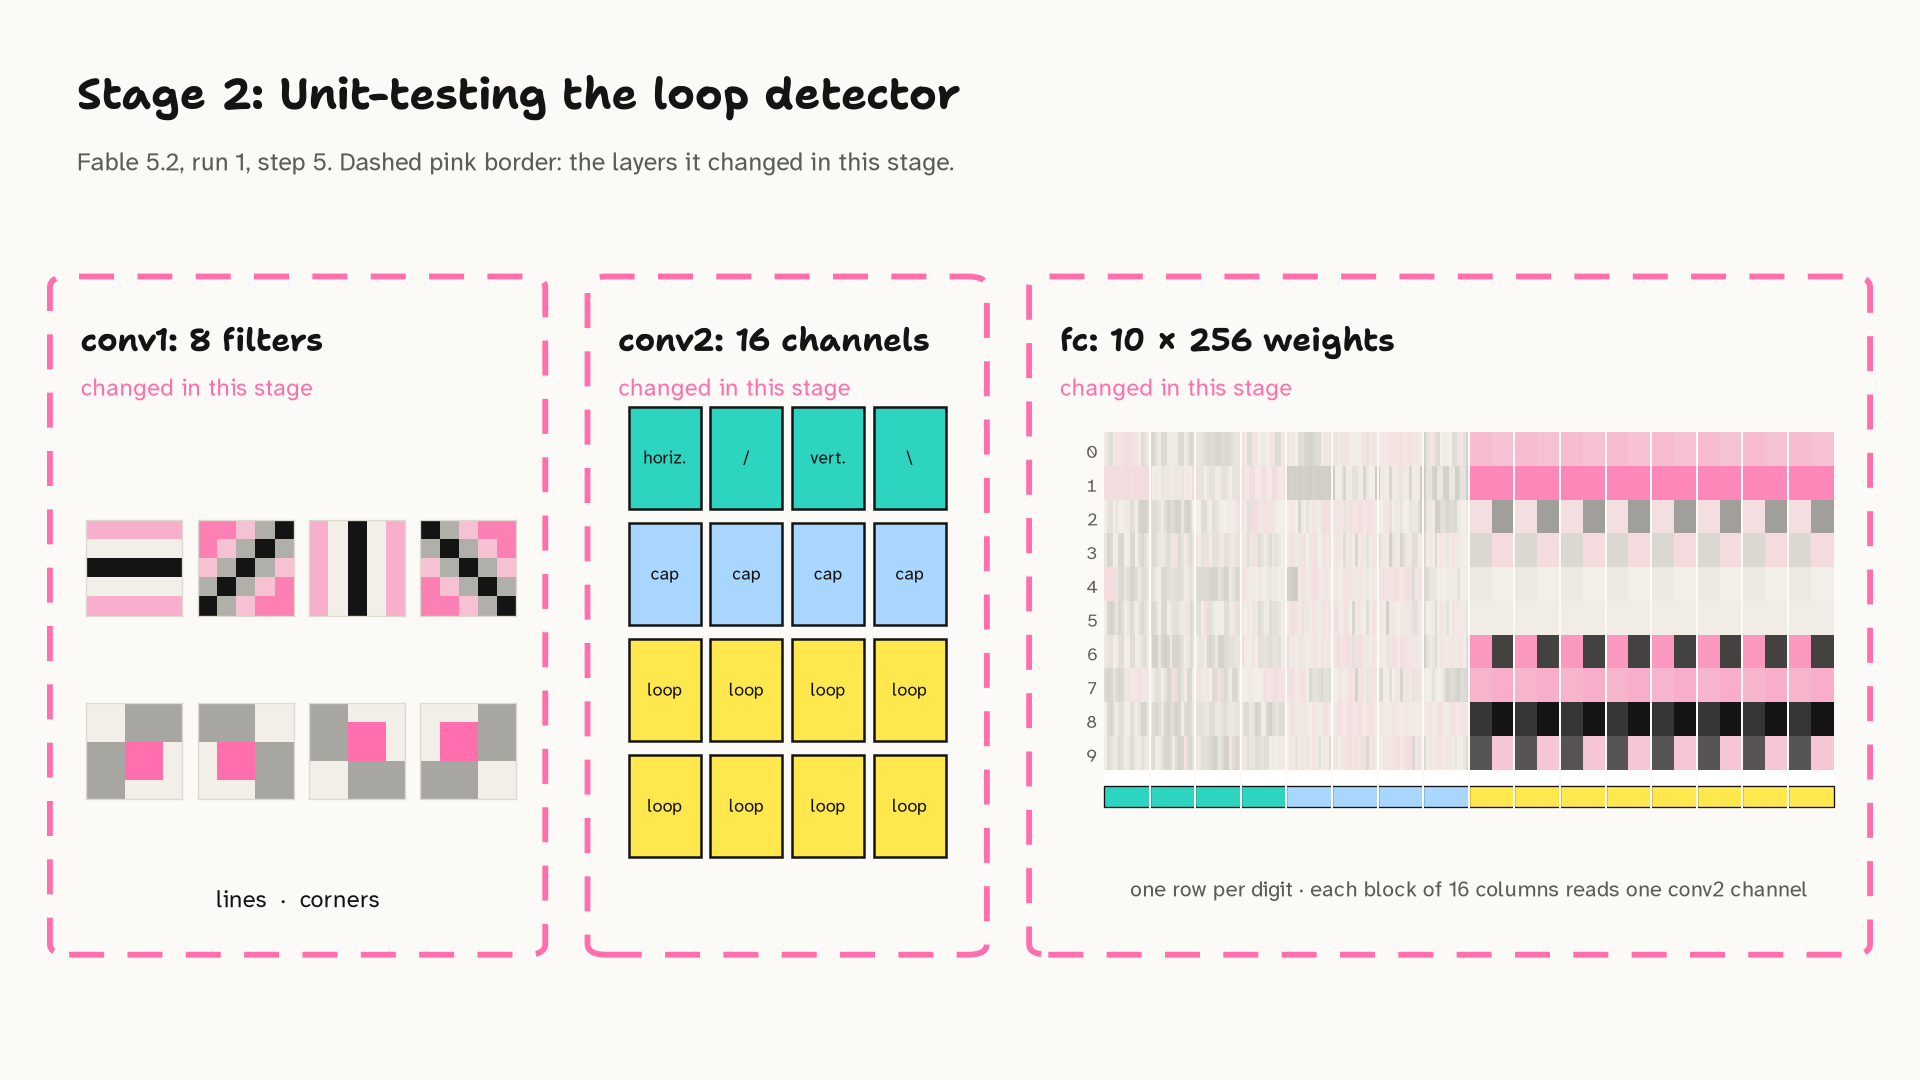 Stage 2: Unit-testing the loop detector
Fable 5.2, run 1, step 5. Dashed pink border: the layers it changed in this stage.
conv1: 8 filters
changed in this stage
lines · corners
conv2: 16 channels
changed in this stage
horiz. / vert. \
cap cap cap cap
loop loop loop loop
loop loop loop loop
fc: 10 × 256 weights
changed in this stage
0
1
2
3
4
5
6
7
8
9
one row per digit · each block of 16 columns reads one conv2 channel